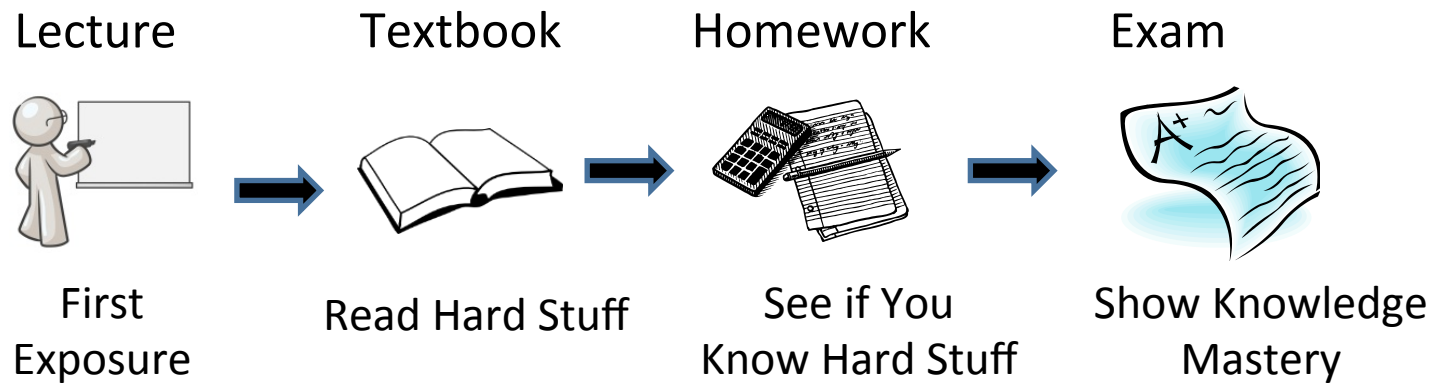 Lecture Textbook Homework Exam
A+
First Exposure
Read Hard Stuff
See if You
Know Hard Stuff
Show Knowledge
Mastery